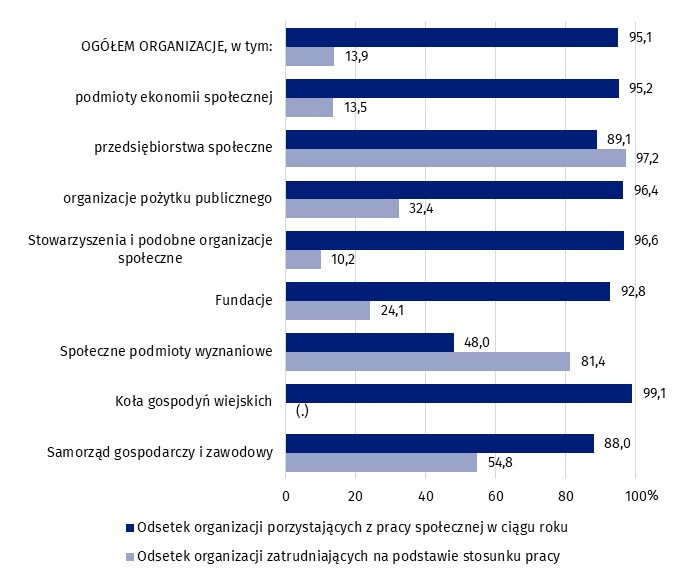 OGÓŁEM ORGANIZACJE, w tym:
95,1
13,9
podmioty ekonomii społecznej
95,2
13,5
przedsiębiorstwa społeczne
89,1
97,2
organizacje pożytku publicznego
96,4
32,4
Stowarzyszenia i podobne organizacje
społeczne
96,6
10,2
Fundacje
92,8
24,1
Społeczne podmioty wyznaniowe
48,0
81,4
Koła gospodyń wiejskich
99,1
(.)
Samorząd gospodarczy i zawodowy
88,0
54,8
0 20 40 60 80 100%
Odsetek organizacji porzystających z pracy społecznej w ciągu roku
Odsetek organizacji zatrudniających na podstawie stosunku pracy